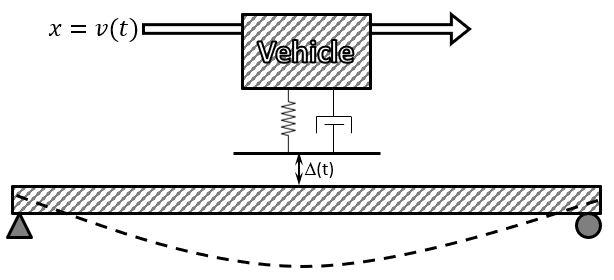 x = v(t)
Vehicle
Δ(t)